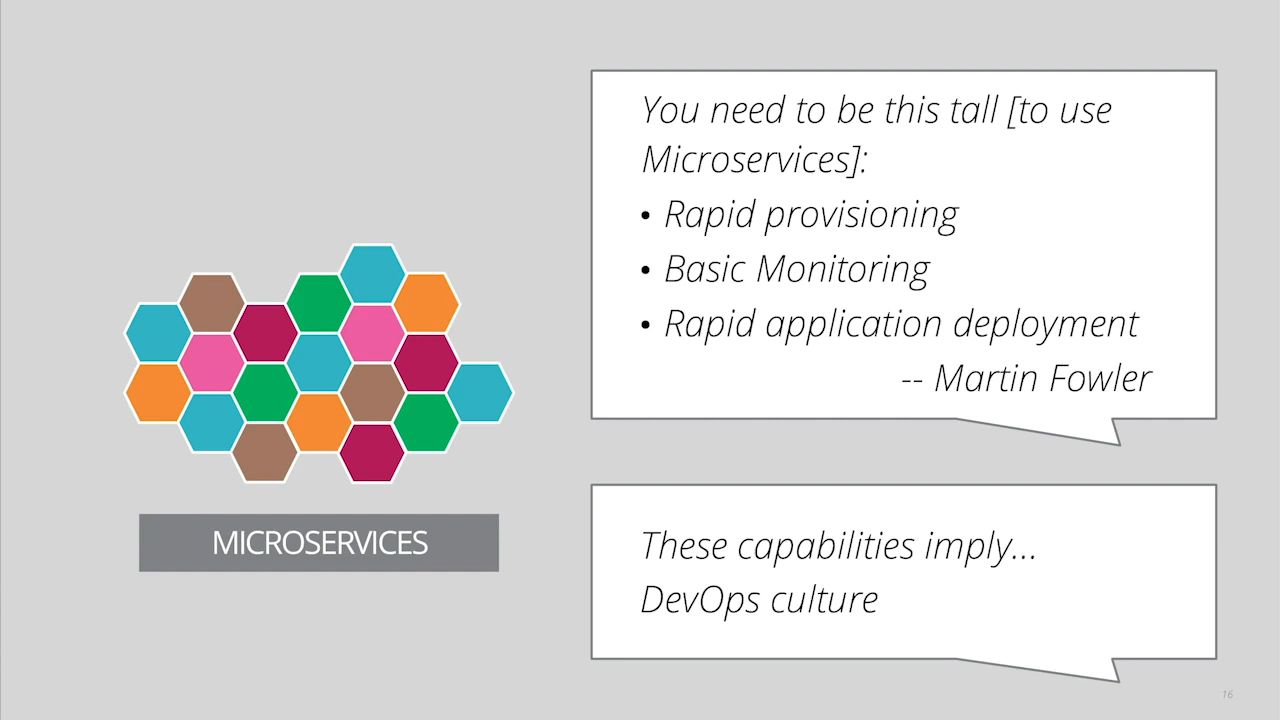 You need to be this tall [to use
Microservices]:
• Rapid provisioning
• Basic Monitoring
• Rapid application deployment
-- Martin Fowler
MICROSERVICES
These capabilities imply...
DevOps culture
16